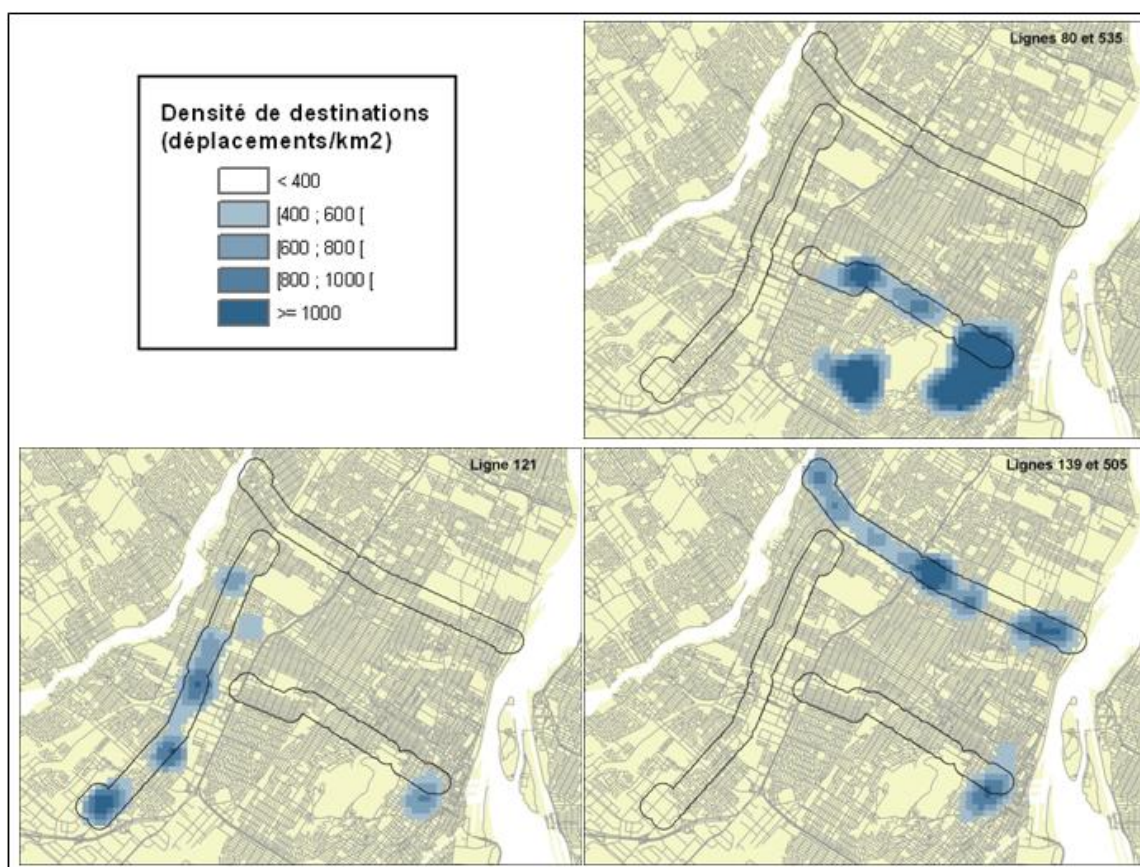 Densité de destinations
(déplacements/km2)
< 400
[400 ; 600 [
[600 ; 800 [
[800 ; 1000 [
>= 1000
Lignes 80 et 535
Ligne 121
Lignes 139 et 505